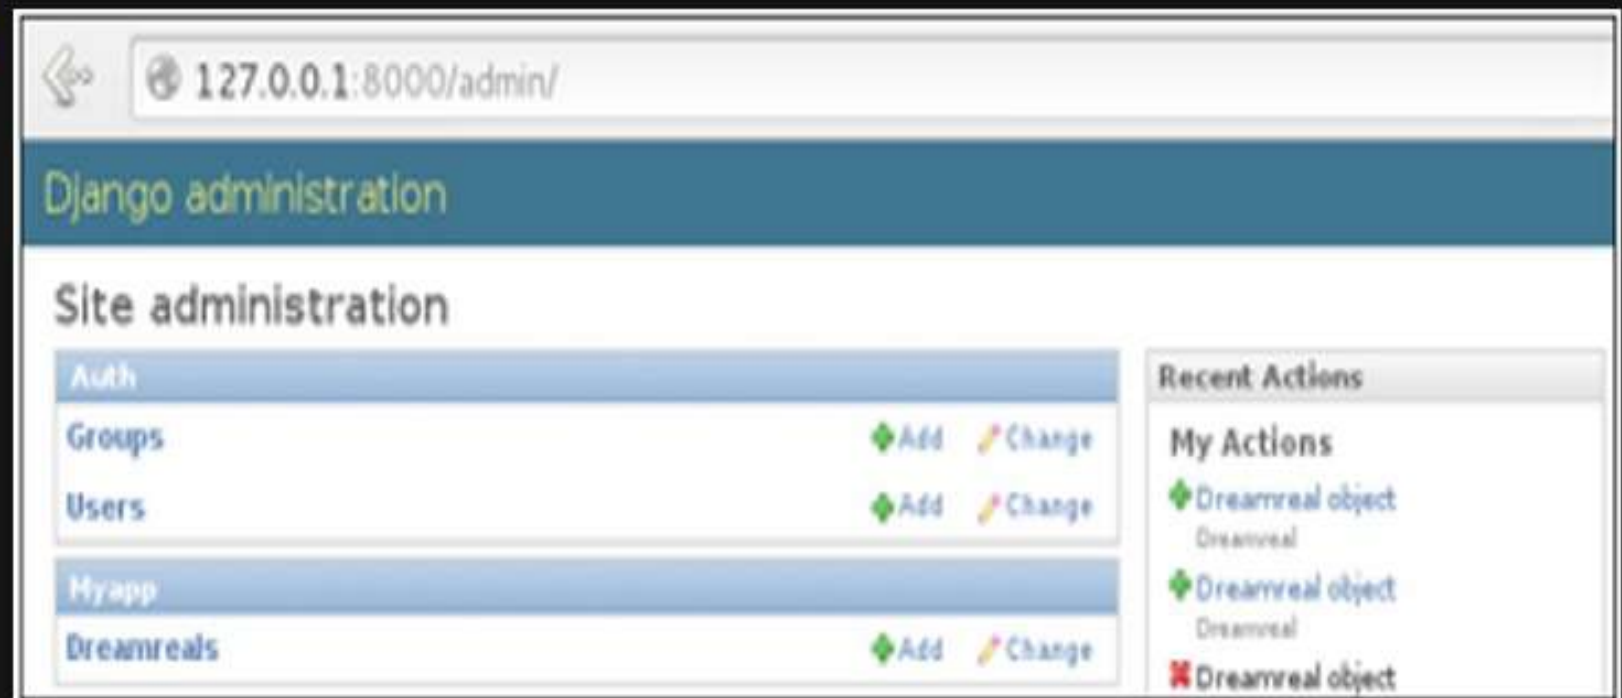 127.0.0.1:8000/admin/
Django administration
Site administration
Auth
Groups Add Change
Users Add Change
Myapp
Dreamreals Add Change
Recent Actions
My Actions
Dreamreal object
Dreamreal
Dreamreal object
Dreamreal
Dreamreal object